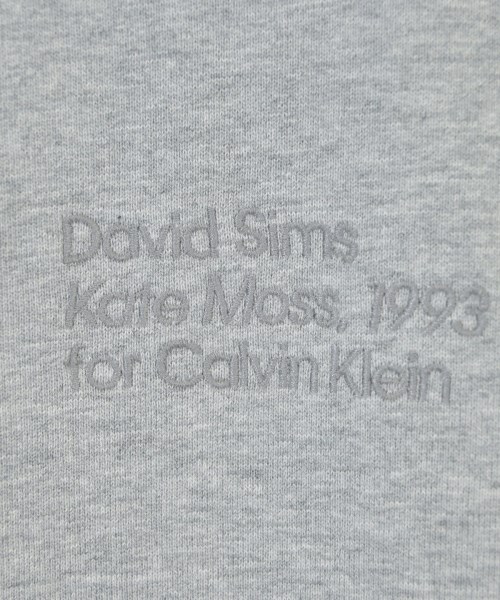 David Sims
Kate Moss, 1993
for Calvin Klein